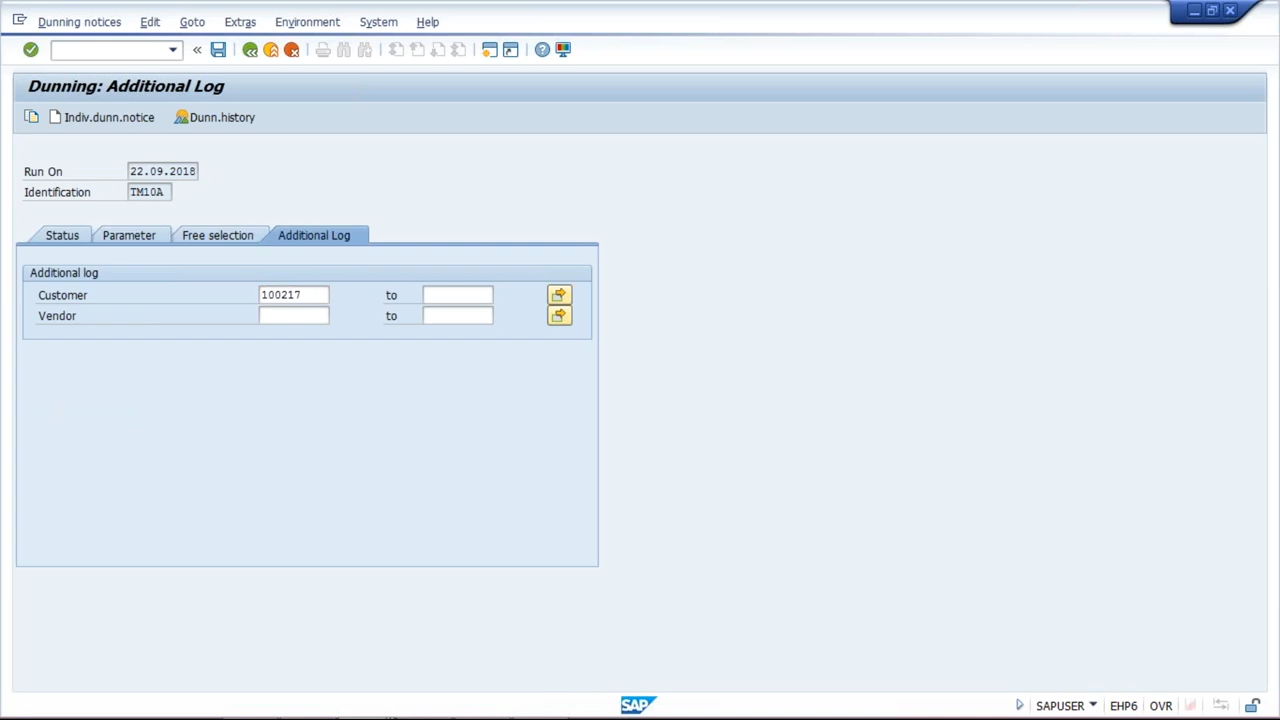 Dunning notices Edit Goto Extras Environment System Help
Dunning: Additional Log
Indiv.dunn.notice Dunn.history
Run On 22.09.2018
Identification TM10A
Status Parameter Free selection Additional Log
Additional log
Customer 100217 to
Vendor to
SAP SAPUSER EHP6 OVR